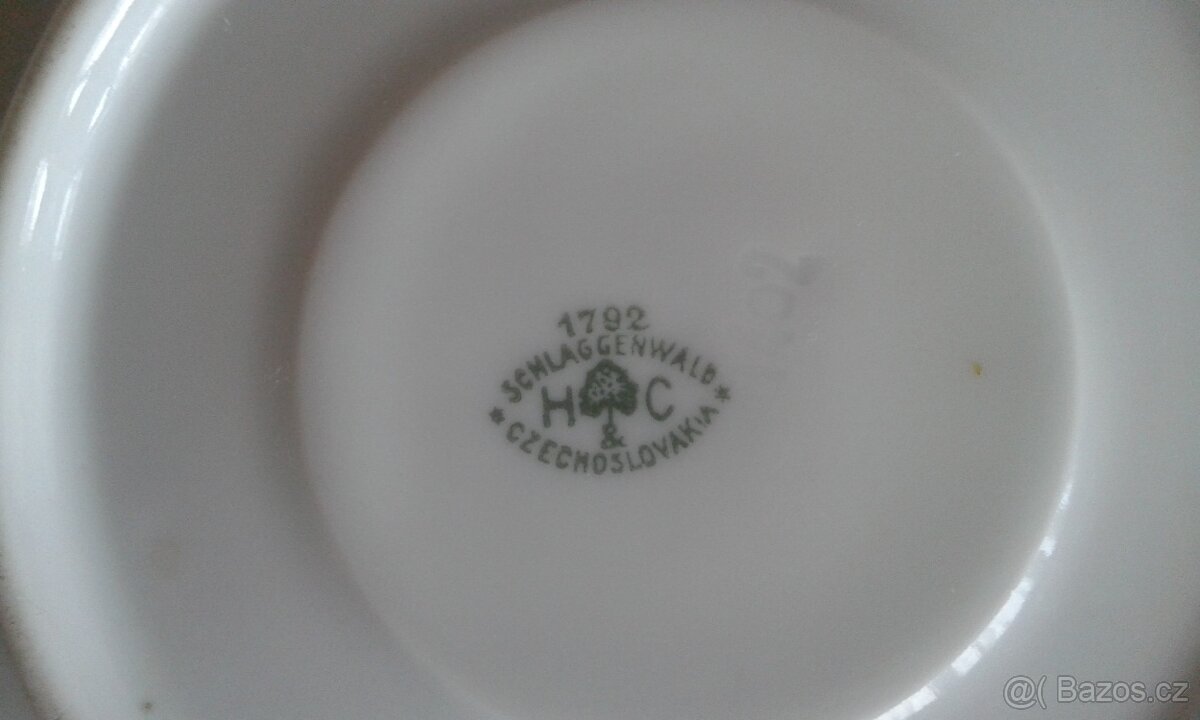 1792
SCHLAGGENWALD
H & C
CZECHOSLOVAKIA
@( Bazos.cz